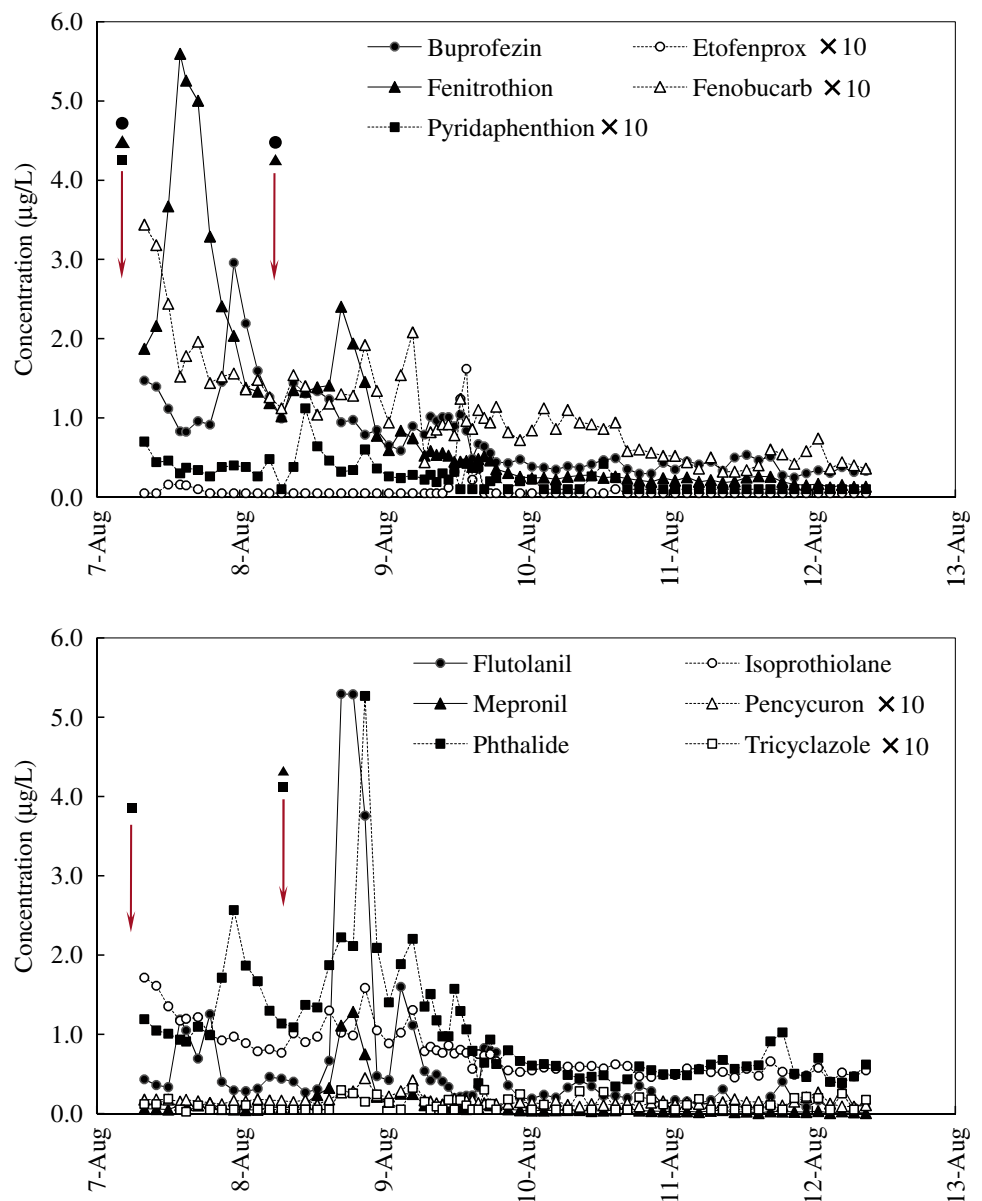 6.0
5.0
4.0
3.0
2.0
1.0
0.0
Concentration (µg/L)
Buprofezin
Etofenprox ×10
Fenitrothion
Fenobucarb ×10
Pyridaphenthion ×10
7-Aug
8-Aug
9-Aug
10-Aug
11-Aug
12-Aug
13-Aug
6.0
5.0
4.0
3.0
2.0
1.0
0.0
Concentration (µg/L)
Flutolanil
Isoprothiolane
Mepronil
Pencycuron ×10
Phthalide
Tricyclazole ×10
7-Aug
8-Aug
9-Aug
10-Aug
11-Aug
12-Aug
13-Aug